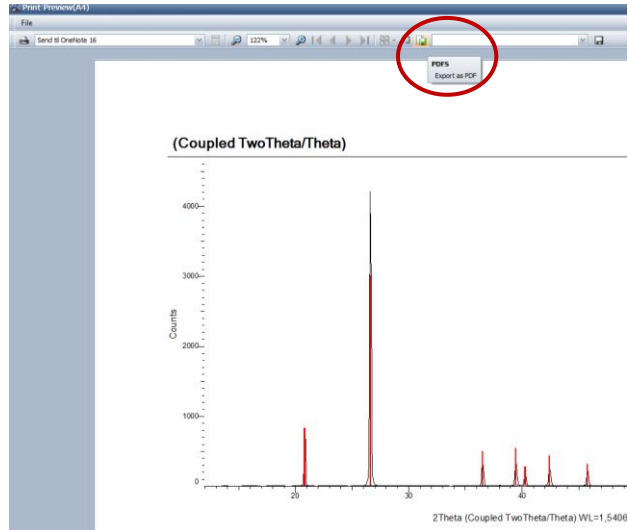 Print Preview(A4)
File
Send til OneNote 16
122%
PDFS
Export as PDF
(Coupled TwoTheta/Theta)
4000
3000
2000
1000
0
Counts
20
30
40
2Theta (Coupled TwoTheta/Theta) WL=1,5406